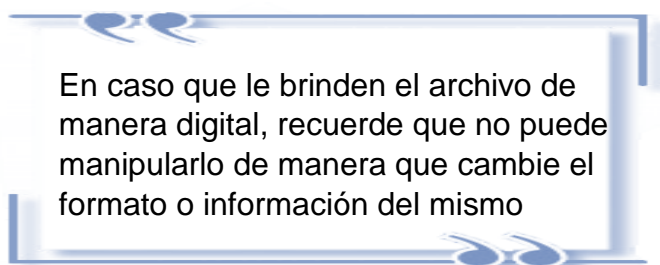 En caso que le brinden el archivo de
manera digital, recuerde que no puede
manipularlo de manera que cambie el
formato o información del mismo